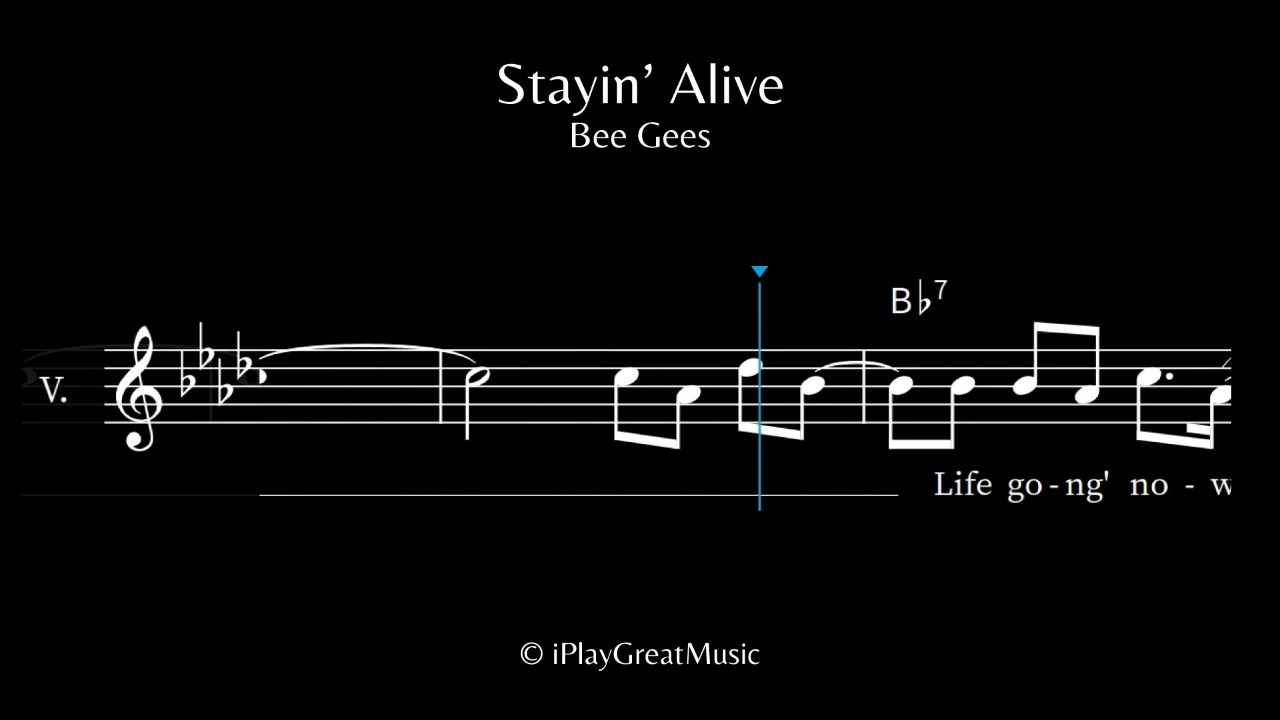 Stayin’ Alive
Bee Gees
B♭7
V.
Life go - ng' no - w
© iPlayGreatMusic